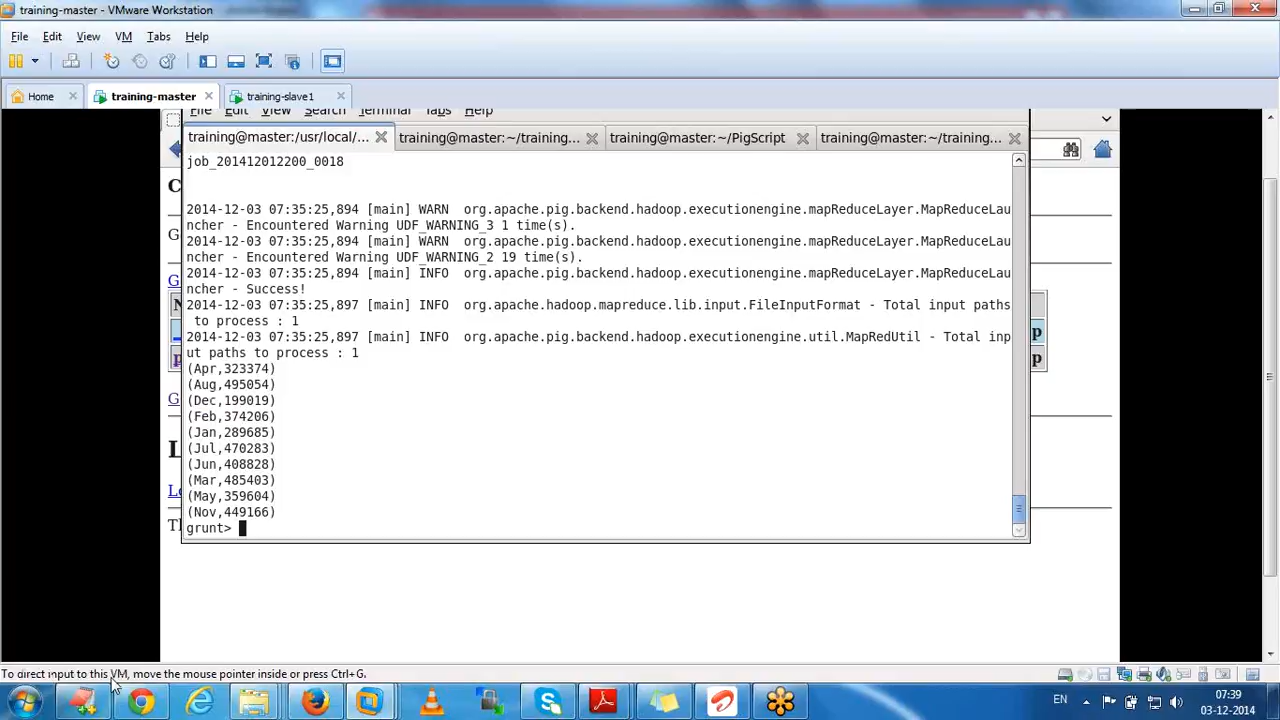 training-master - VMware Workstation
File Edit View VM Tabs Help
Home training-master training-slave1
File Edit View Search Terminal Tabs Help
training@master:/usr/local/... training@master:~/training... training@master:~/PigScript training@master:~/training...
job_201412012200_0018
2014-12-03 07:35:25,894 [main] WARN org.apache.pig.backend.hadoop.executionengine.mapReduceLayer.MapReduceLau
ncher - Encountered Warning UDF_WARNING_3 1 time(s).
2014-12-03 07:35:25,894 [main] WARN org.apache.pig.backend.hadoop.executionengine.mapReduceLayer.MapReduceLau
ncher - Encountered Warning UDF_WARNING_2 19 time(s).
2014-12-03 07:35:25,894 [main] INFO org.apache.pig.backend.hadoop.executionengine.mapReduceLayer.MapReduceLau
ncher - Success!
2014-12-03 07:35:25,897 [main] INFO org.apache.hadoop.mapreduce.lib.input.FileInputFormat - Total input paths
to process : 1
2014-12-03 07:35:25,897 [main] INFO org.apache.pig.backend.hadoop.executionengine.util.MapRedUtil - Total inp
ut paths to process : 1
(Apr,323374)
(Aug,495054)
(Dec,199019)
(Feb,374206)
(Jan,289685)
(Jul,470283)
(Jun,408828)
(Mar,485403)
(May,359604)
(Nov,449166)
grunt>
To direct input to this VM, move the mouse pointer inside or press Ctrl+G.
EN 07:39
03-12-2014